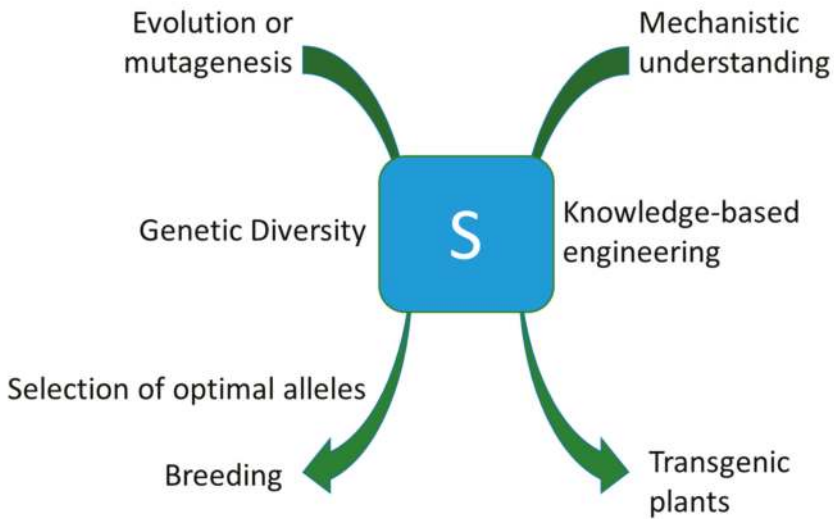 Evolution or
mutagenesis
Mechanistic
understanding
Genetic Diversity
S
Knowledge-based
engineering
Selection of optimal alleles
Breeding
Transgenic
plants